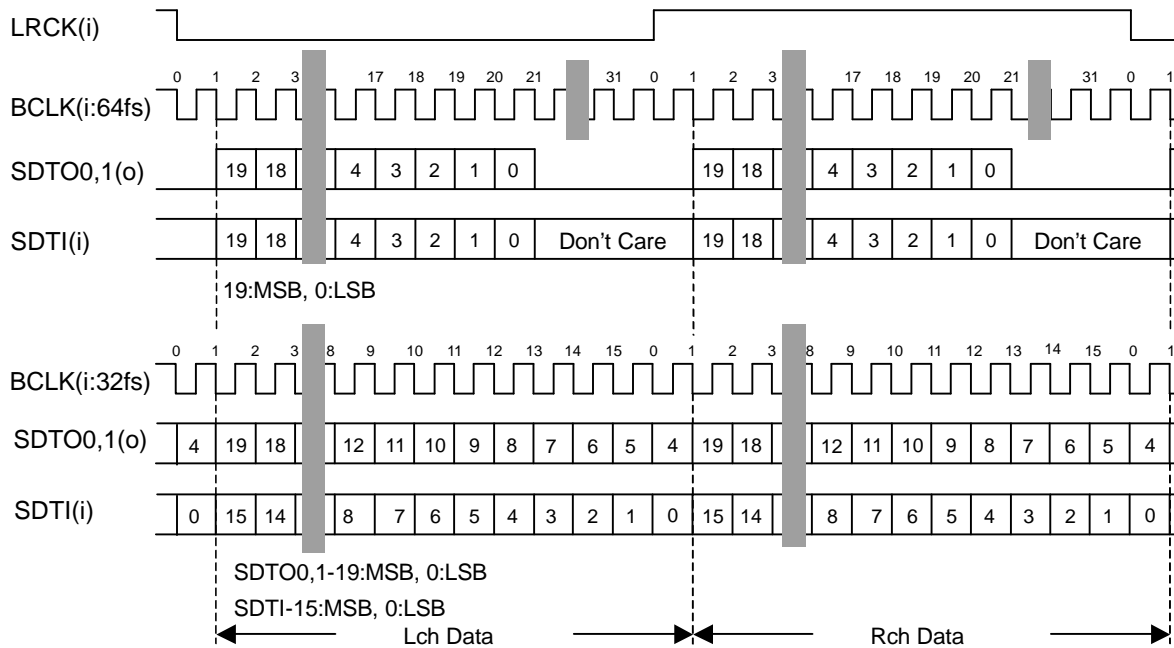 LRCK(i)
0 1 2 3 17 18 19 20 21 31 0 1 2 3 17 18 19 20 21 31 0 1
BCLK(i:64fs)
SDTO0,1(o) 19 18 4 3 2 1 0 19 18 4 3 2 1 0
SDTI(i) 19 18 4 3 2 1 0 Don't Care 19 18 4 3 2 1 0 Don't Care
19:MSB, 0:LSB
0 1 2 3 8 9 10 11 12 13 14 15 0 1 2 3 8 9 10 11 12 13 14 15 0 1
BCLK(i:32fs)
SDTO0,1(o) 4 19 18 12 11 10 9 8 7 6 5 4 19 18 12 11 10 9 8 7 6 5 4
SDTI(i) 0 15 14 8 7 6 5 4 3 2 1 0 15 14 8 7 6 5 4 3 2 1 0
SDTO0,1-19:MSB, 0:LSB
SDTI-15:MSB, 0:LSB
Lch Data Rch Data